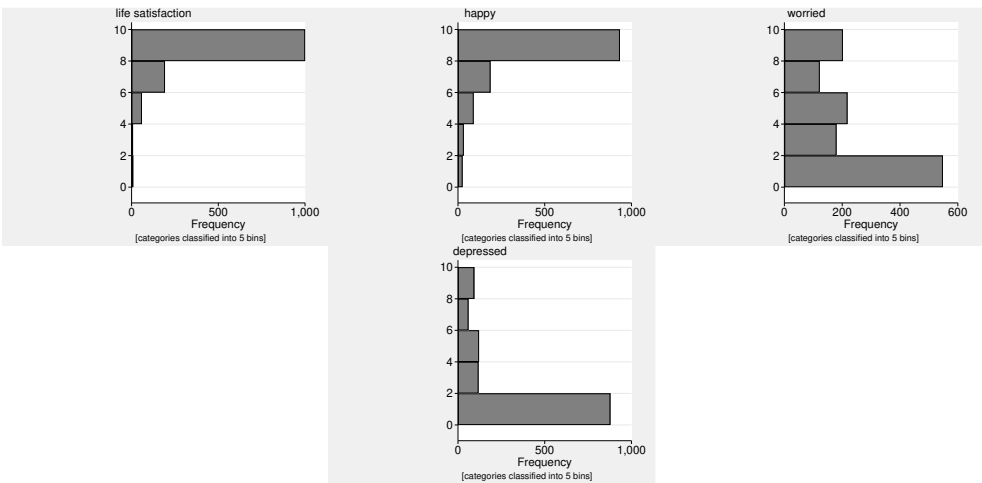 life satisfaction
10
8
6
4
2
0
0 500 1,000
Frequency
[categories classified into 5 bins]
happy
10
8
6
4
2
0
0 500 1,000
Frequency
[categories classified into 5 bins]
worried
10
8
6
4
2
0
0 200 400 600
Frequency
[categories classified into 5 bins]
depressed
10
8
6
4
2
0
0 500 1,000
Frequency
[categories classified into 5 bins]